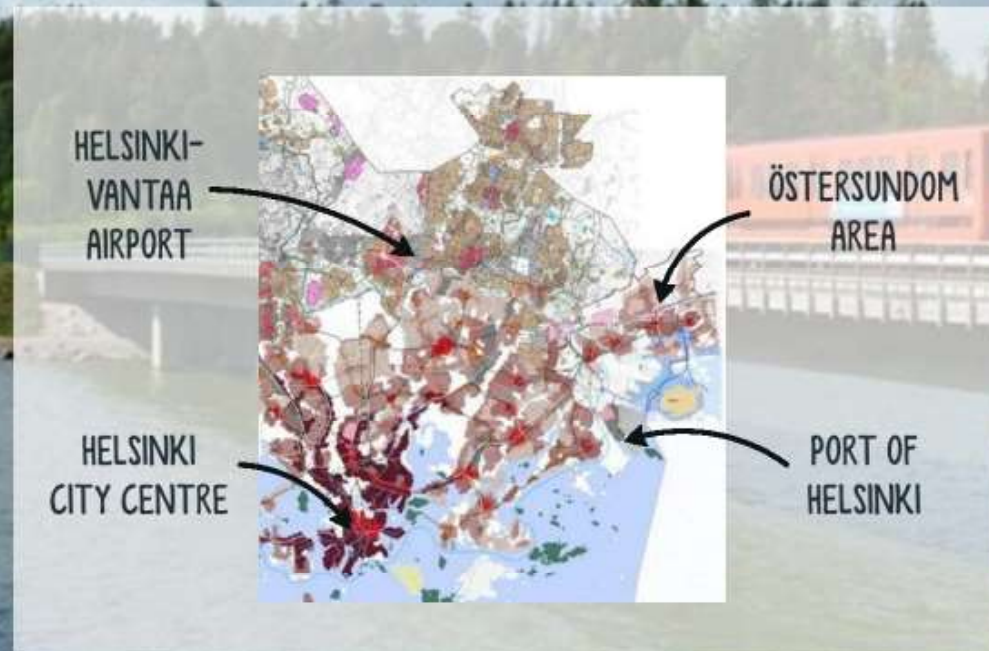 HELSINKI-
VANTAA
AIRPORT
ÖSTERSUNDOM
AREA
HELSINKI
CITY CENTRE
PORT OF
HELSINKI